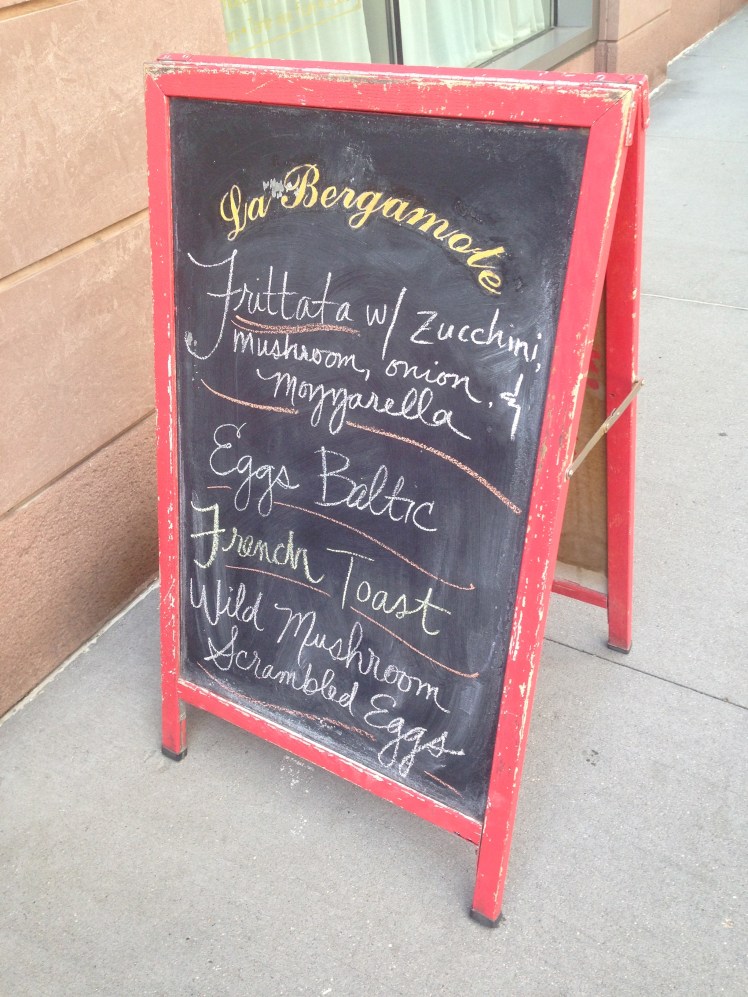 La Bergamote
Frittata w/ Zucchini,
mushroom, onion, &
mozzarella
Eggs Baltic
French Toast
Wild Mushroom
Scrambled Eggs